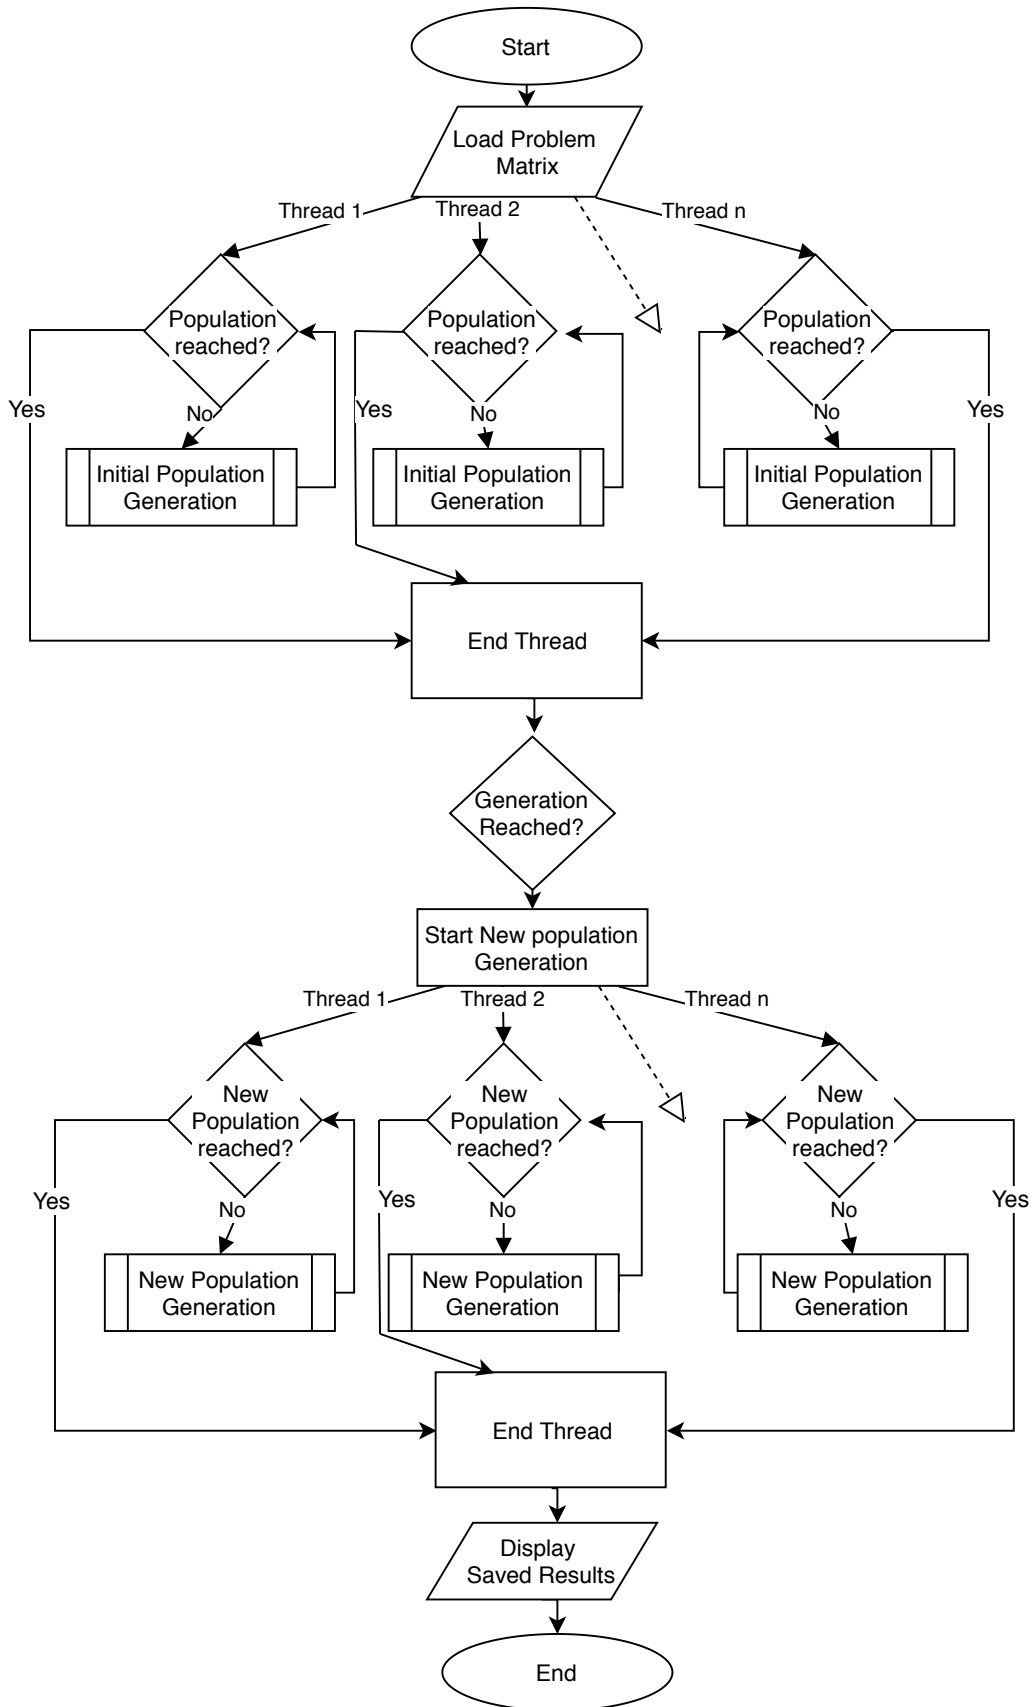 Start
Load Problem
Matrix
Thread 1
Thread 2
Thread n
Population
reached?
Population
reached?
Population
reached?
Yes
No
Yes
No
No
Yes
Initial Population
Generation
Initial Population
Generation
Initial Population
Generation
End Thread
Generation
Reached?
Start New population
Generation
Thread 1
Thread 2
Thread n
New
Population
reached?
New
Population
reached?
New
Population
reached?
Yes
No
Yes
No
No
Yes
New Population
Generation
New Population
Generation
New Population
Generation
End Thread
Display
Saved Results
End